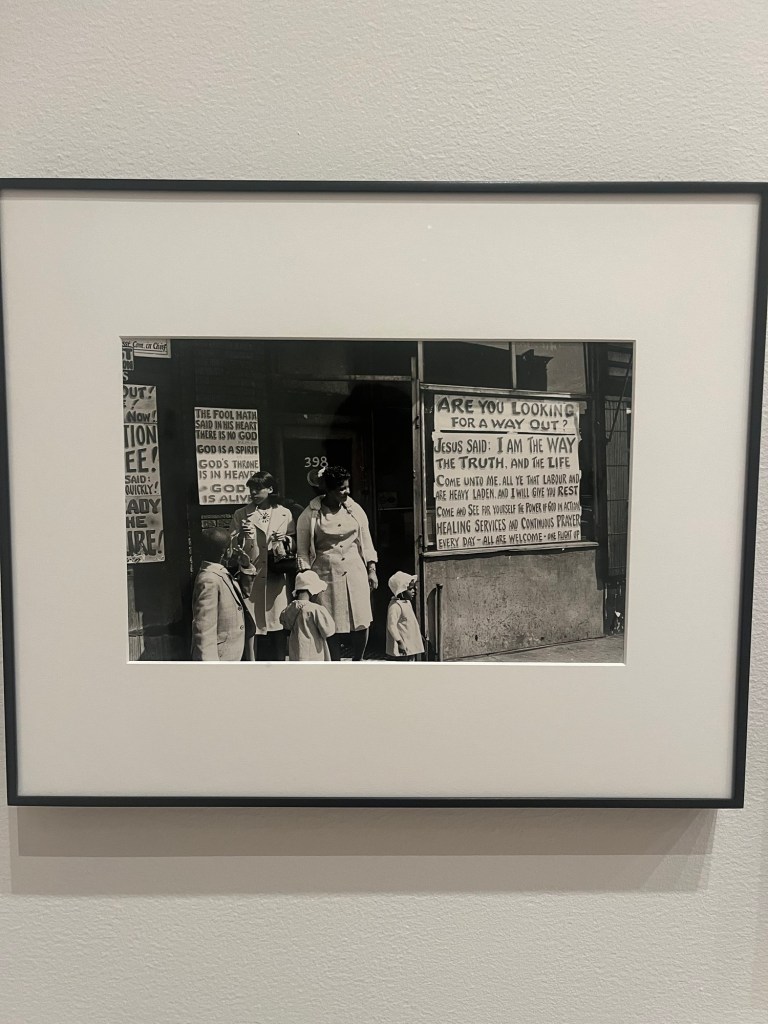 OUT!
NOW!
TION
EE!
SAID:
QUICKLY!
ADY
HE
IRE!
THE FOOL HATH
SAID IN HIS HEART
THERE IS NO GOD
GOD IS A SPIRIT
GOD'S THRONE
IS IN HEAVEN
GOD
IS ALIVE
398
ARE YOU LOOKING
FOR A WAY OUT?
JESUS SAID: I AM THE WAY
THE TRUTH, AND THE LIFE
COME UNTO ME, ALL YE THAT LABOUR AND
ARE HEAVY LADEN, AND I WILL GIVE YOU REST
COME AND SEE FOR YOURSELF THE POWER OF GOD IN ACTION
HEALING SERVICES AND CONTINUOUS PRAYER
EVERY DAY - ALL ARE WELCOME - ONE FLIGHT UP